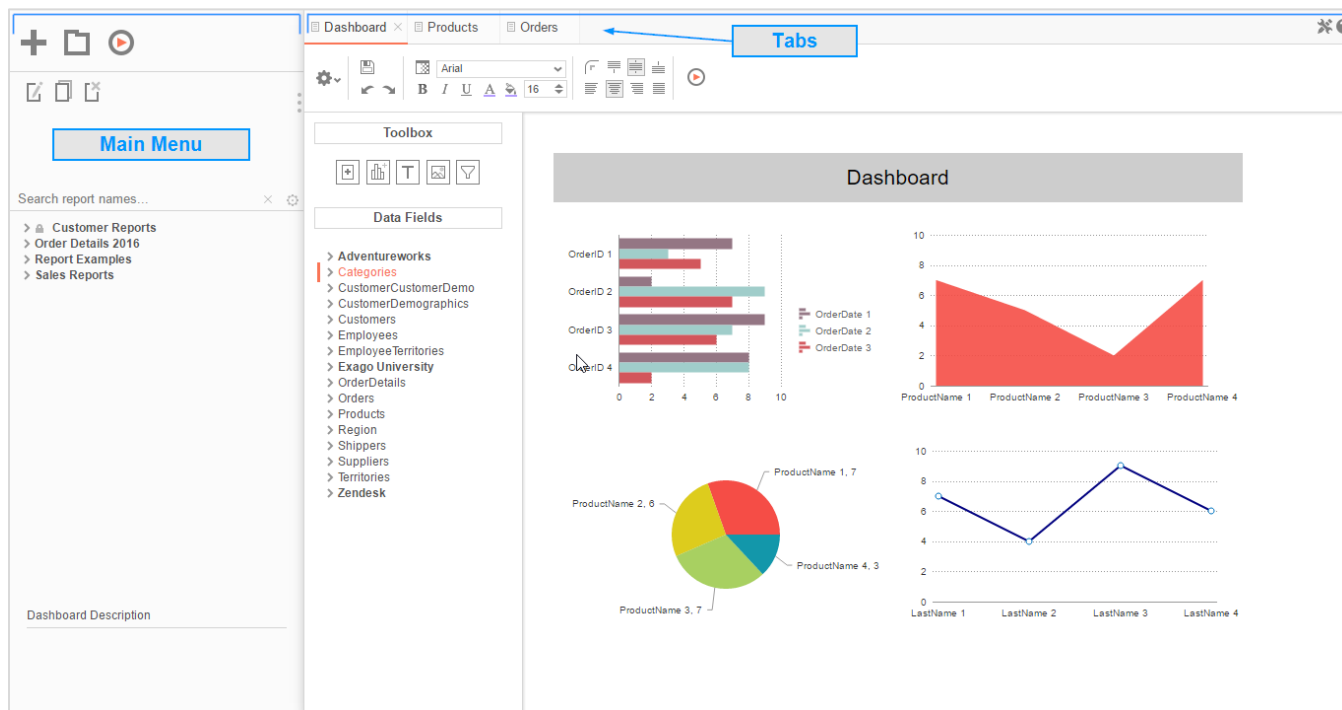 Dashboard
Products
Orders
Tabs
Arial
B I U A 16
T
Main Menu
Search report names...
Customer Reports
Order Details 2016
Report Examples
Sales Reports
Dashboard Description
Toolbox
Data Fields
Adventureworks
Categories
CustomerCustomerDemo
CustomerDemographics
Customers
Employees
EmployeeTerritories
Exago University
OrderDetails
Orders
Products
Region
Shippers
Suppliers
Territories
Zendesk
Dashboard
OrderID 1
OrderID 2
OrderID 3
OrderID 4
0 2 4 6 8 10
OrderDate 1
OrderDate 2
OrderDate 3
10
8
6
4
2
0
ProductName 1 ProductName 2 ProductName 3 ProductName 4
ProductName 1, 7
ProductName 2, 6
ProductName 4, 3
ProductName 3, 7
10
8
6
4
2
0
LastName 1 LastName 2 LastName 3 LastName 4